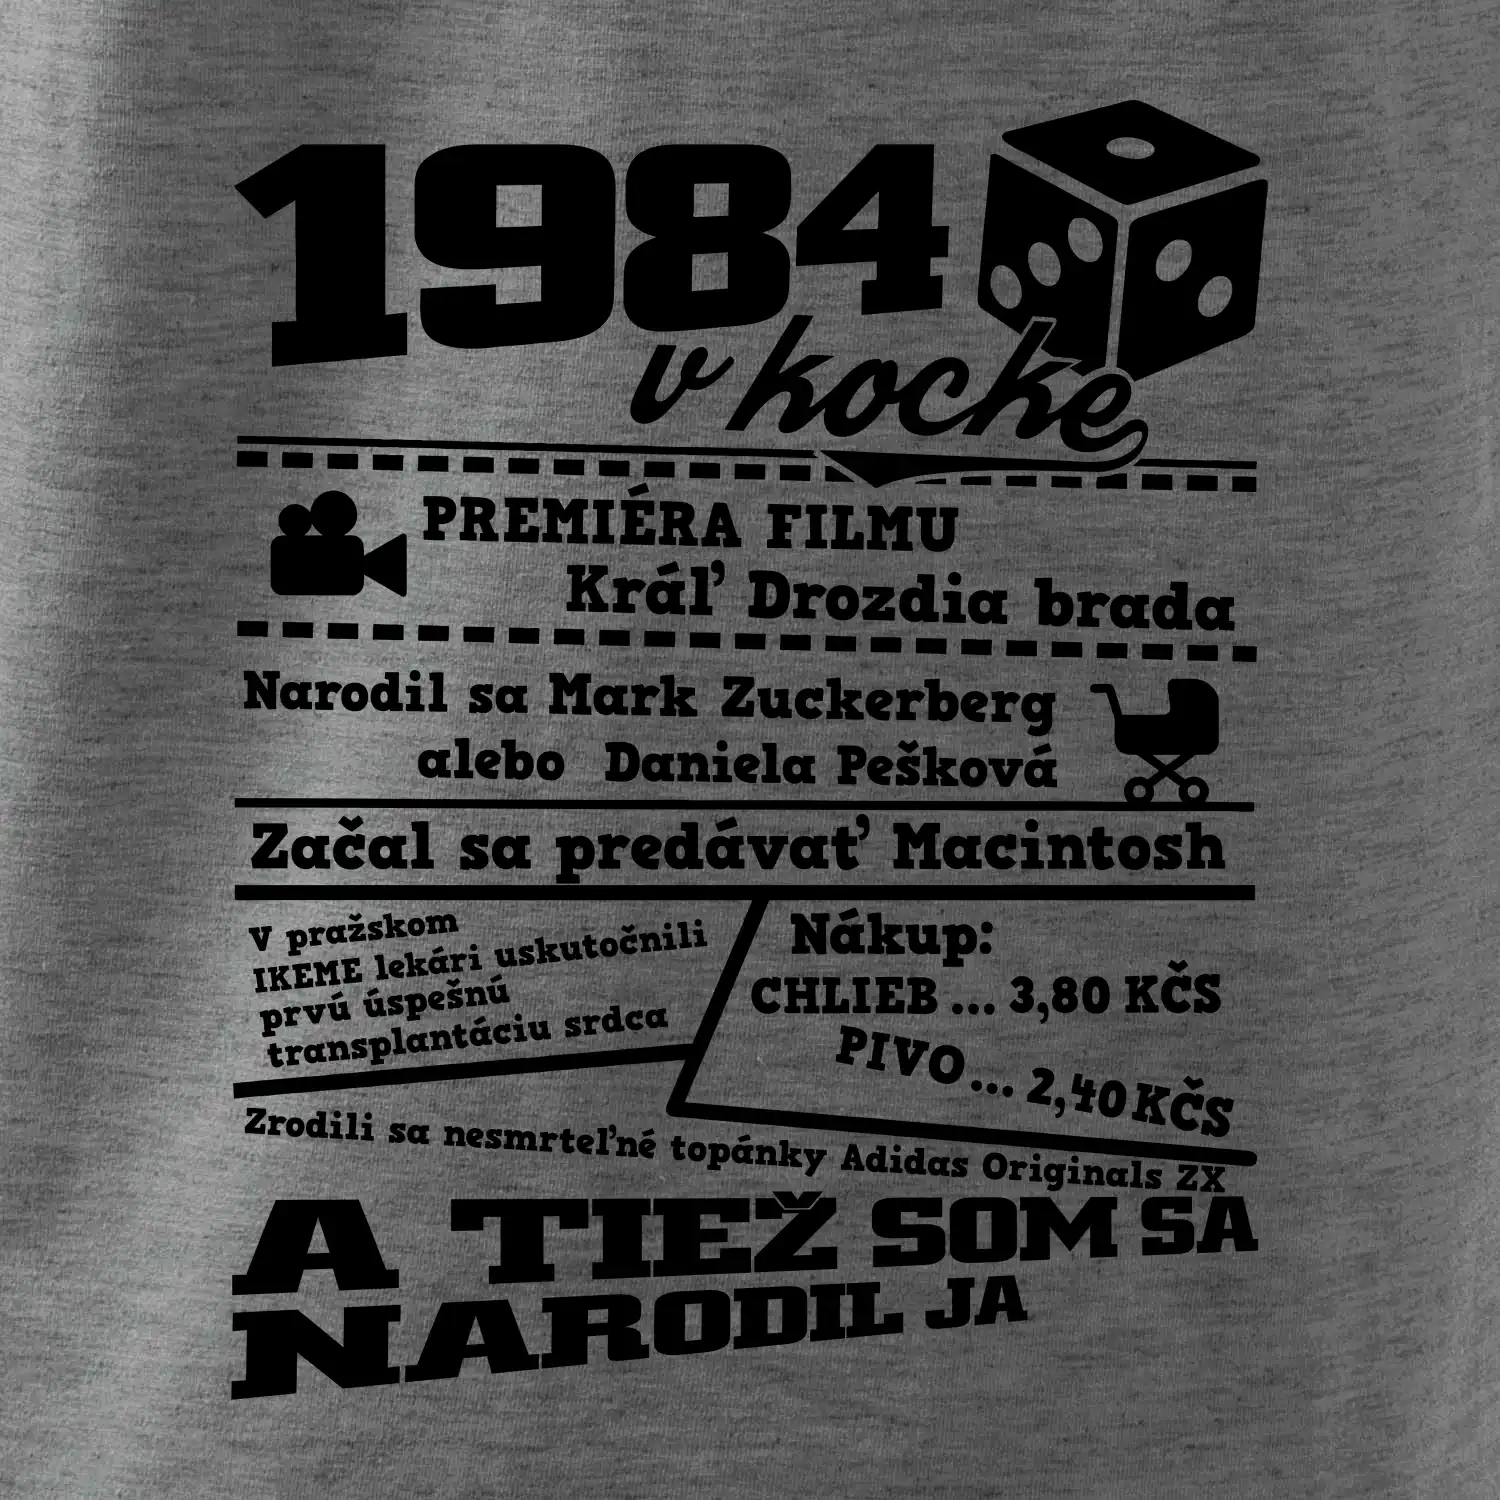 1984
v kocke
PREMIÉRA FILMU
Kráľ Drozdia brada
Narodil sa Mark Zuckerberg
alebo Daniela Pešková
Začal sa predávať Macintosh
V pražskom
IKEME lekári uskutočnili
prvú úspešnú
transplantáciu srdca
Nákup:
CHLIEB ... 3,80 KČS
PIVO ... 2,40 KČS
Zrodili sa nesmrteľné topánky Adidas Originals ZX
A TIEŽ SOM SA
NARODIL JA